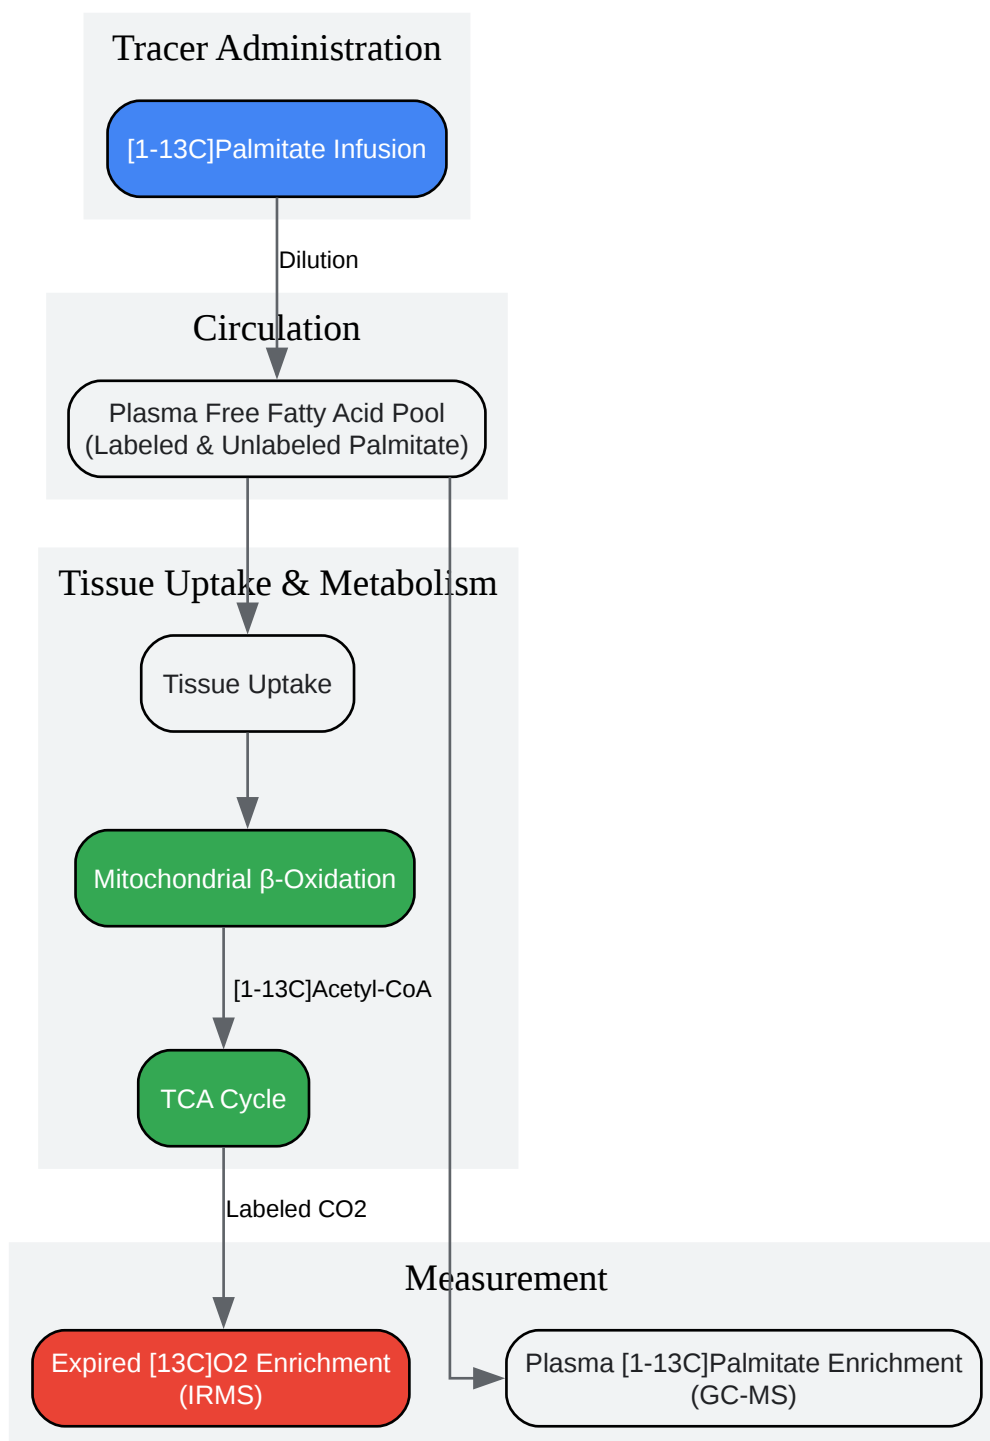 Tracer Administration
[1-13C]Palmitate Infusion
Dilution
Circulation
Plasma Free Fatty Acid Pool
(Labeled & Unlabeled Palmitate)
Tissue Uptake & Metabolism
Tissue Uptake
Mitochondrial β-Oxidation
[1-13C]Acetyl-CoA
TCA Cycle
Labeled CO2
Measurement
Expired [13C]O2 Enrichment
(IRMS)
Plasma [1-13C]Palmitate Enrichment
(GC-MS)